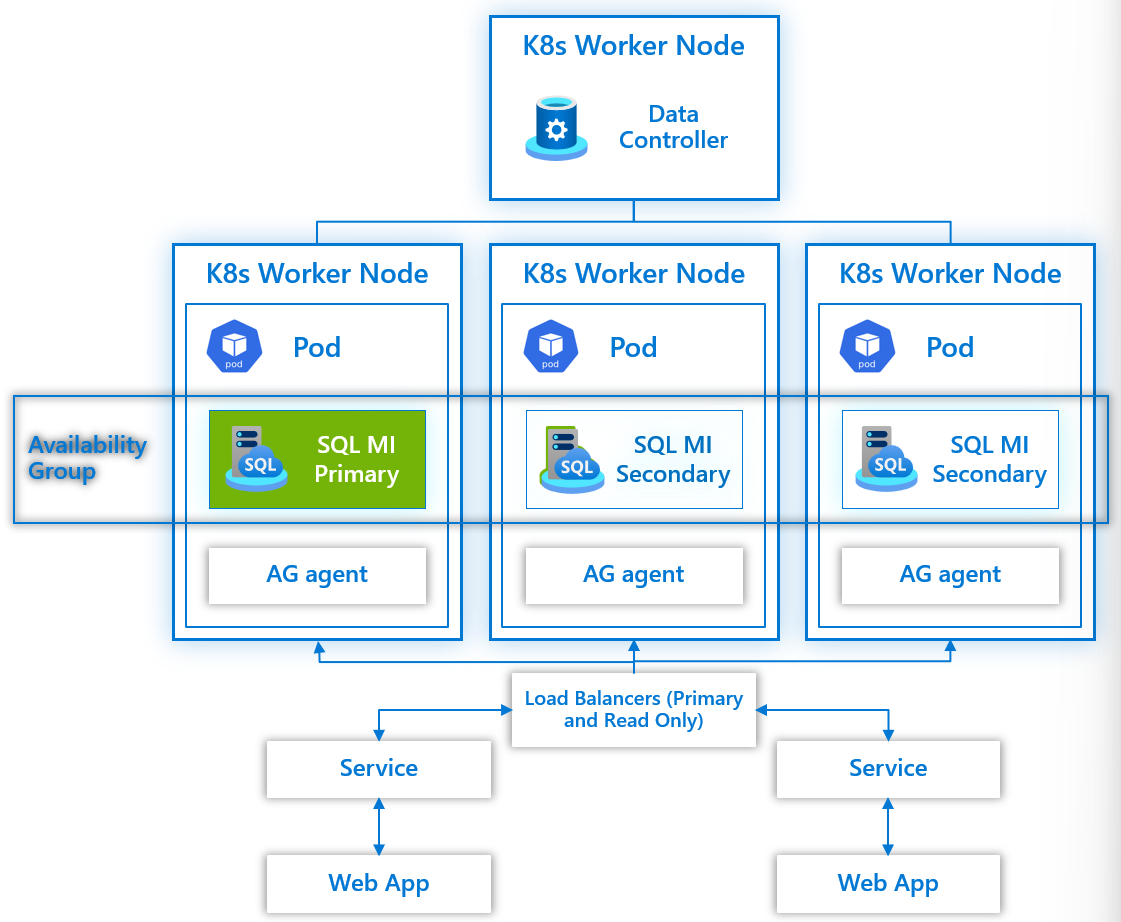 K8s Worker Node
Data
Controller
K8s Worker Node
K8s Worker Node
K8s Worker Node
pod
Pod
pod
Pod
pod
Pod
Availability
Group
SQL
SQL MI
Primary
SQL
SQL MI
Secondary
SQL
SQL MI
Secondary
AG agent
AG agent
AG agent
Load Balancers (Primary
and Read Only)
Service
Service
Web App
Web App